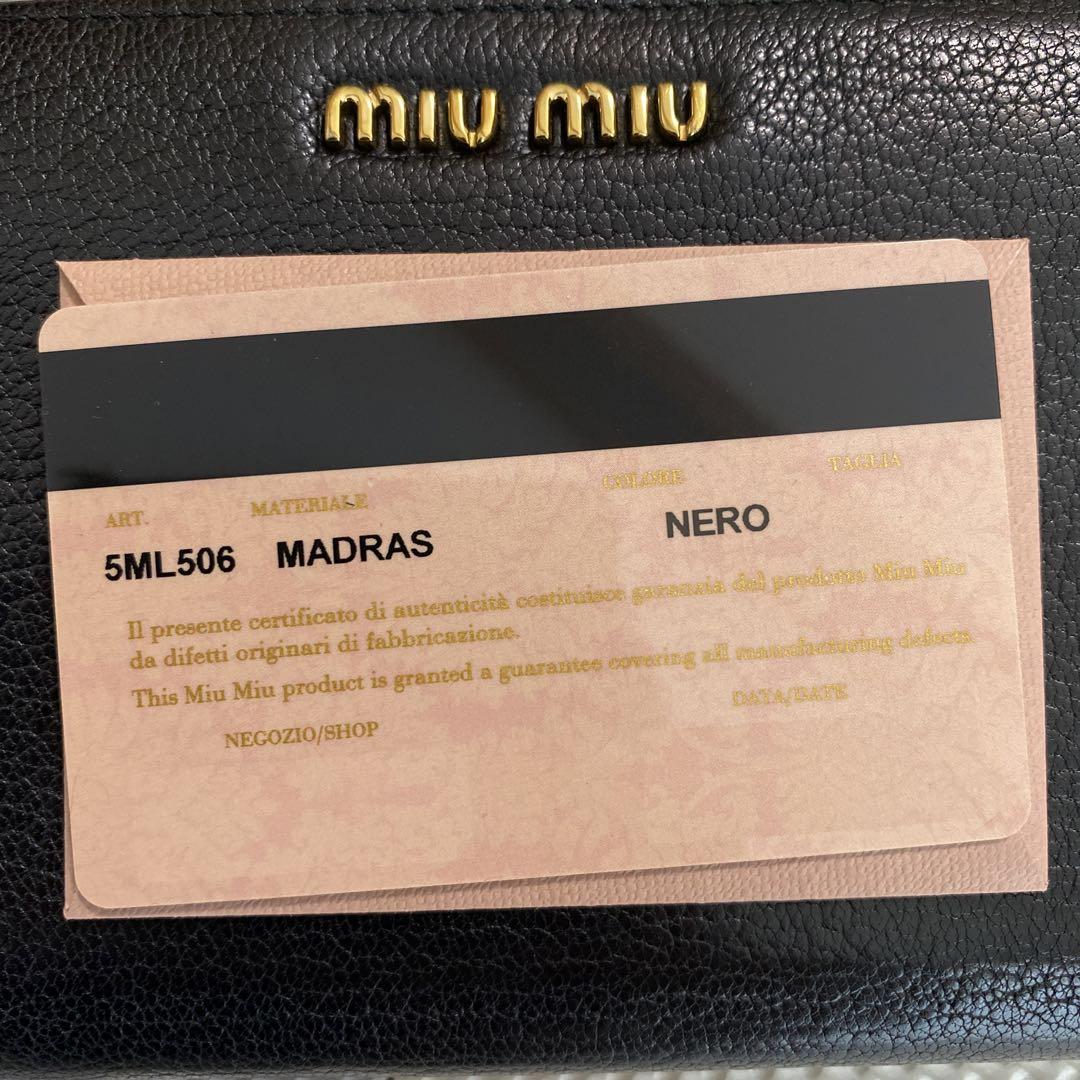 miu miu
ART. MATERIALE COLORE TAGLIA
5ML506 MADRAS NERO
Il presente certificato di autenticità costituisce garanzia del prodotto Miu Miu
da difetti originari di fabbricazione.
This Miu Miu product is granted a guarantee covering all manufacturing defects.
NEGOZIO/SHOP DATA/DATE